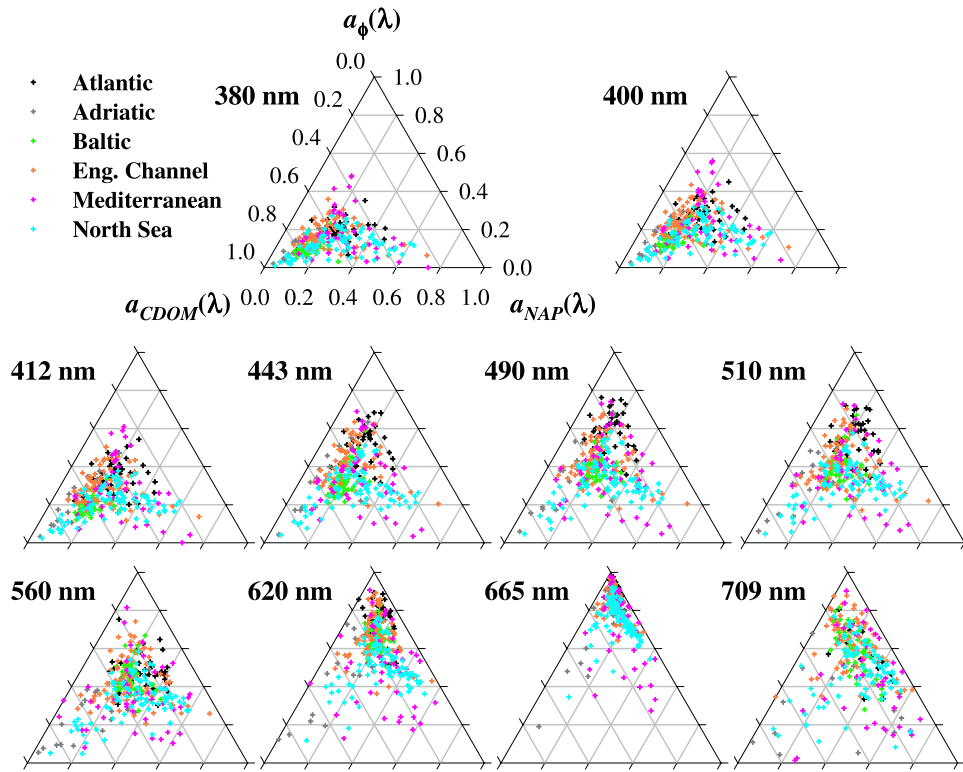 aϕ(λ)
Atlantic
Adriatic
Baltic
Eng. Channel
Mediterranean
North Sea
380 nm
0.0 1.0
0.2 0.8
0.4 0.6
0.6 0.4
0.8 0.2
1.0 0.0
0.0 0.2 0.4 0.6 0.8 1.0
aCDOM(λ) aNAP(λ)
400 nm
412 nm 443 nm 490 nm 510 nm
560 nm 620 nm 665 nm 709 nm